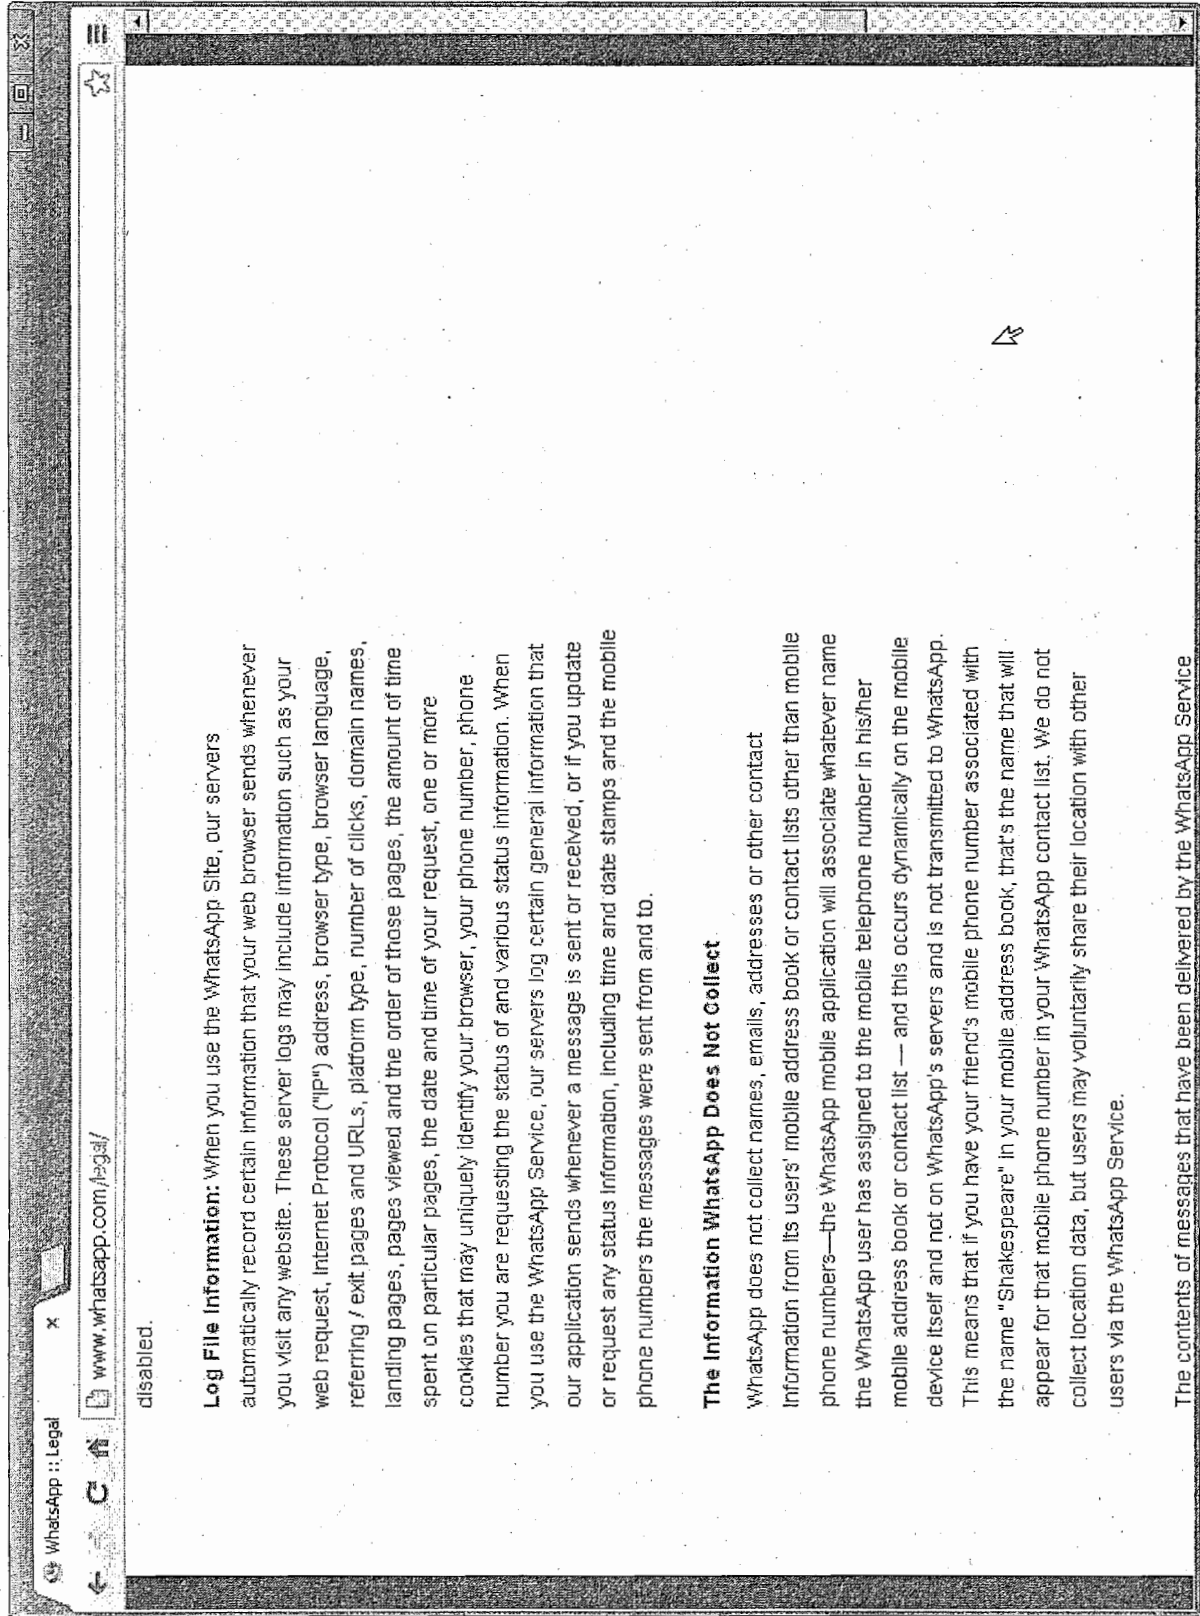 WhatsApp :: Legal
www.whatsapp.com/legal/
disabled.
Log File Information: When you use the WhatsApp Site, our servers
automatically record certain information that your web browser sends whenever
you visit any website. These server logs may include information such as your
web request, Internet Protocol ("IP") address, browser type, browser language,
referring / exit pages and URLs, platform type, number of clicks, domain names,
landing pages, pages viewed and the order of those pages, the amount of time
spent on particular pages, the date and time of your request, one or more
cookies that may uniquely identify your browser, your phone number, phone
number you are requesting the status of and various status information. When
you use the WhatsApp Service, our servers log certain general information that
our application sends whenever a message is sent or received, or if you update
or request any status information, including time and date stamps and the mobile
phone numbers the messages were sent from and to.
The Information WhatsApp Does Not Collect
WhatsApp does not collect names, emails, addresses or other contact
information from its users' mobile address book or contact lists other than mobile
phone numbers—the WhatsApp mobile application will associate whatever name
the WhatsApp user has assigned to the mobile telephone number in his/her
mobile address book or contact list — and this occurs dynamically on the mobile
device itself and not on WhatsApp's servers and is not transmitted to WhatsApp.
This means that if you have your friend's mobile phone number associated with
the name "Shakespeare" in your mobile address book, that's the name that will
appear for that mobile phone number in your WhatsApp contact list. We do not
collect location data, but users may voluntarily share their location with other
users via the WhatsApp Service.
The contents of messages that have been delivered by the WhatsApp Service